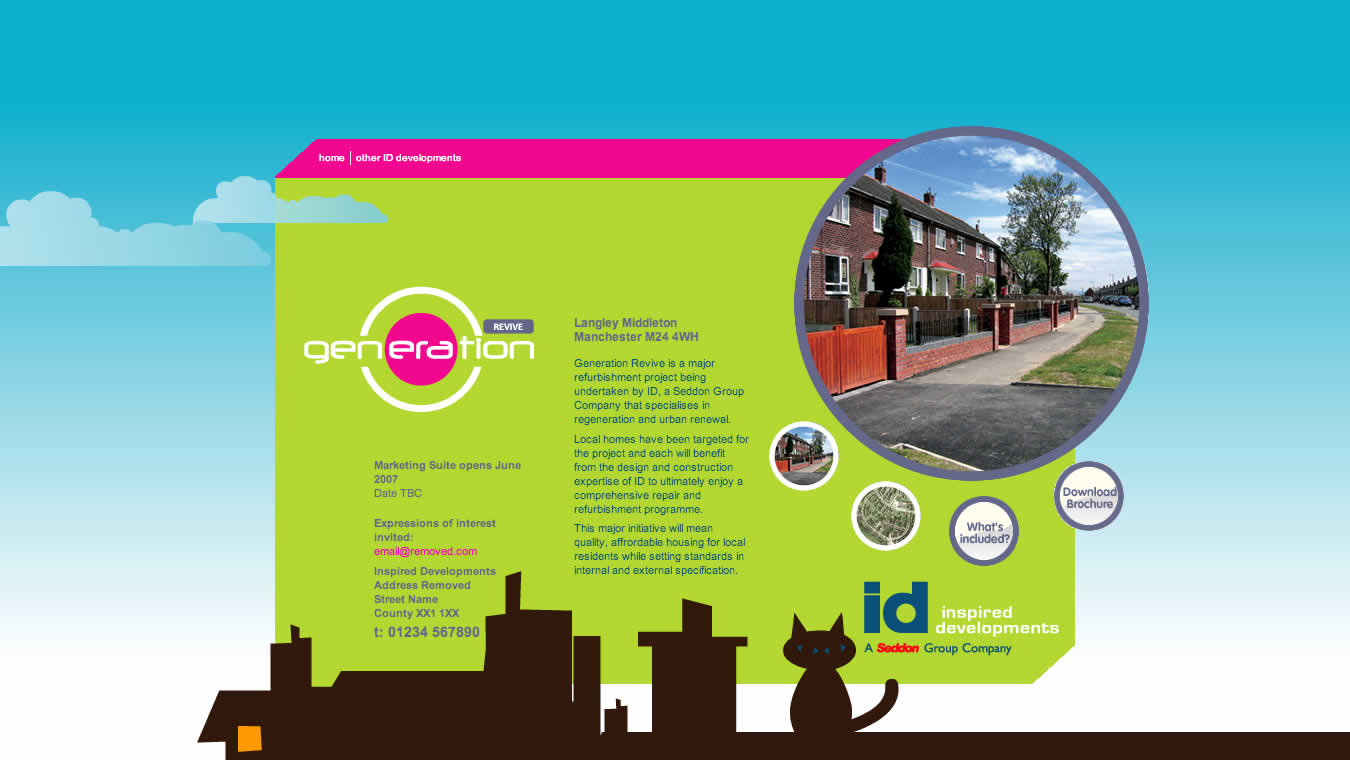 home | other ID developments
REVIVE
generation
Marketing Suite opens June
2007
Date TBC
Expressions of interest
invited:
email@removed.com
Inspired Developments
Address Removed
Street Name
County XX1 1XX
t: 01234 567890
Langley Middleton
Manchester M24 4WH
Generation Revive is a major
refurbishment project being
undertaken by ID, a Seddon Group
Company that specialises in
regeneration and urban renewal.
Local homes have been targeted for
the project and each will benefit
from the design and construction
expertise of ID to ultimately enjoy a
comprehensive repair and
refurbishment programme.
This major initiative will mean
quality, affordable housing for local
residents while setting standards in
internal and external specification.
What's
included?
Download
Brochure
id
inspired
developments
A Seddon Group Company